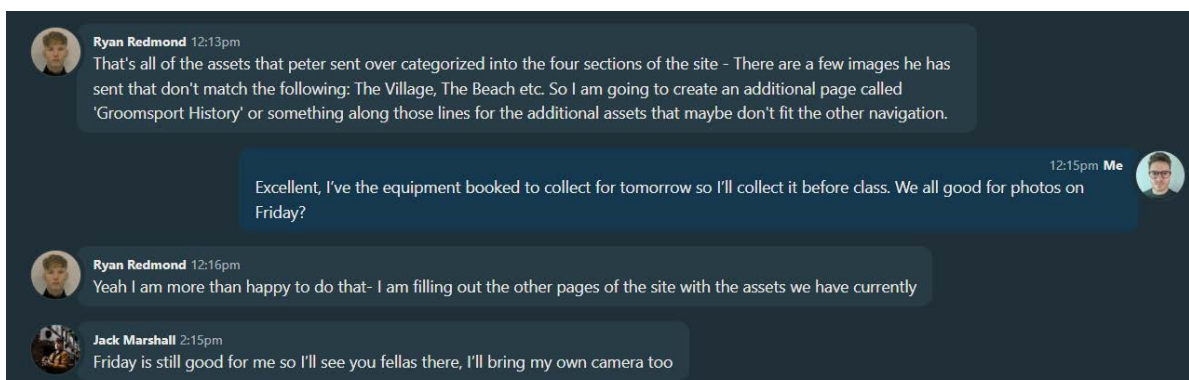 Ryan Redmond 12:13pm
That's all of the assets that peter sent over categorized into the four sections of the site - There are a few images he has
sent that don't match the following: The Village, The Beach etc. So I am going to create an additional page called
'Groomsport History' or something along those lines for the additional assets that maybe don't fit the other navigation.
12:15pm Me
Excellent, I've the equipment booked to collect for tomorrow so I'll collect it before class. We all good for photos on
Friday?
Ryan Redmond 12:16pm
Yeah I am more than happy to do that- I am filling out the other pages of the site with the assets we have currently
Jack Marshall 2:15pm
Friday is still good for me so I'll see you fellas there, I'll bring my own camera too